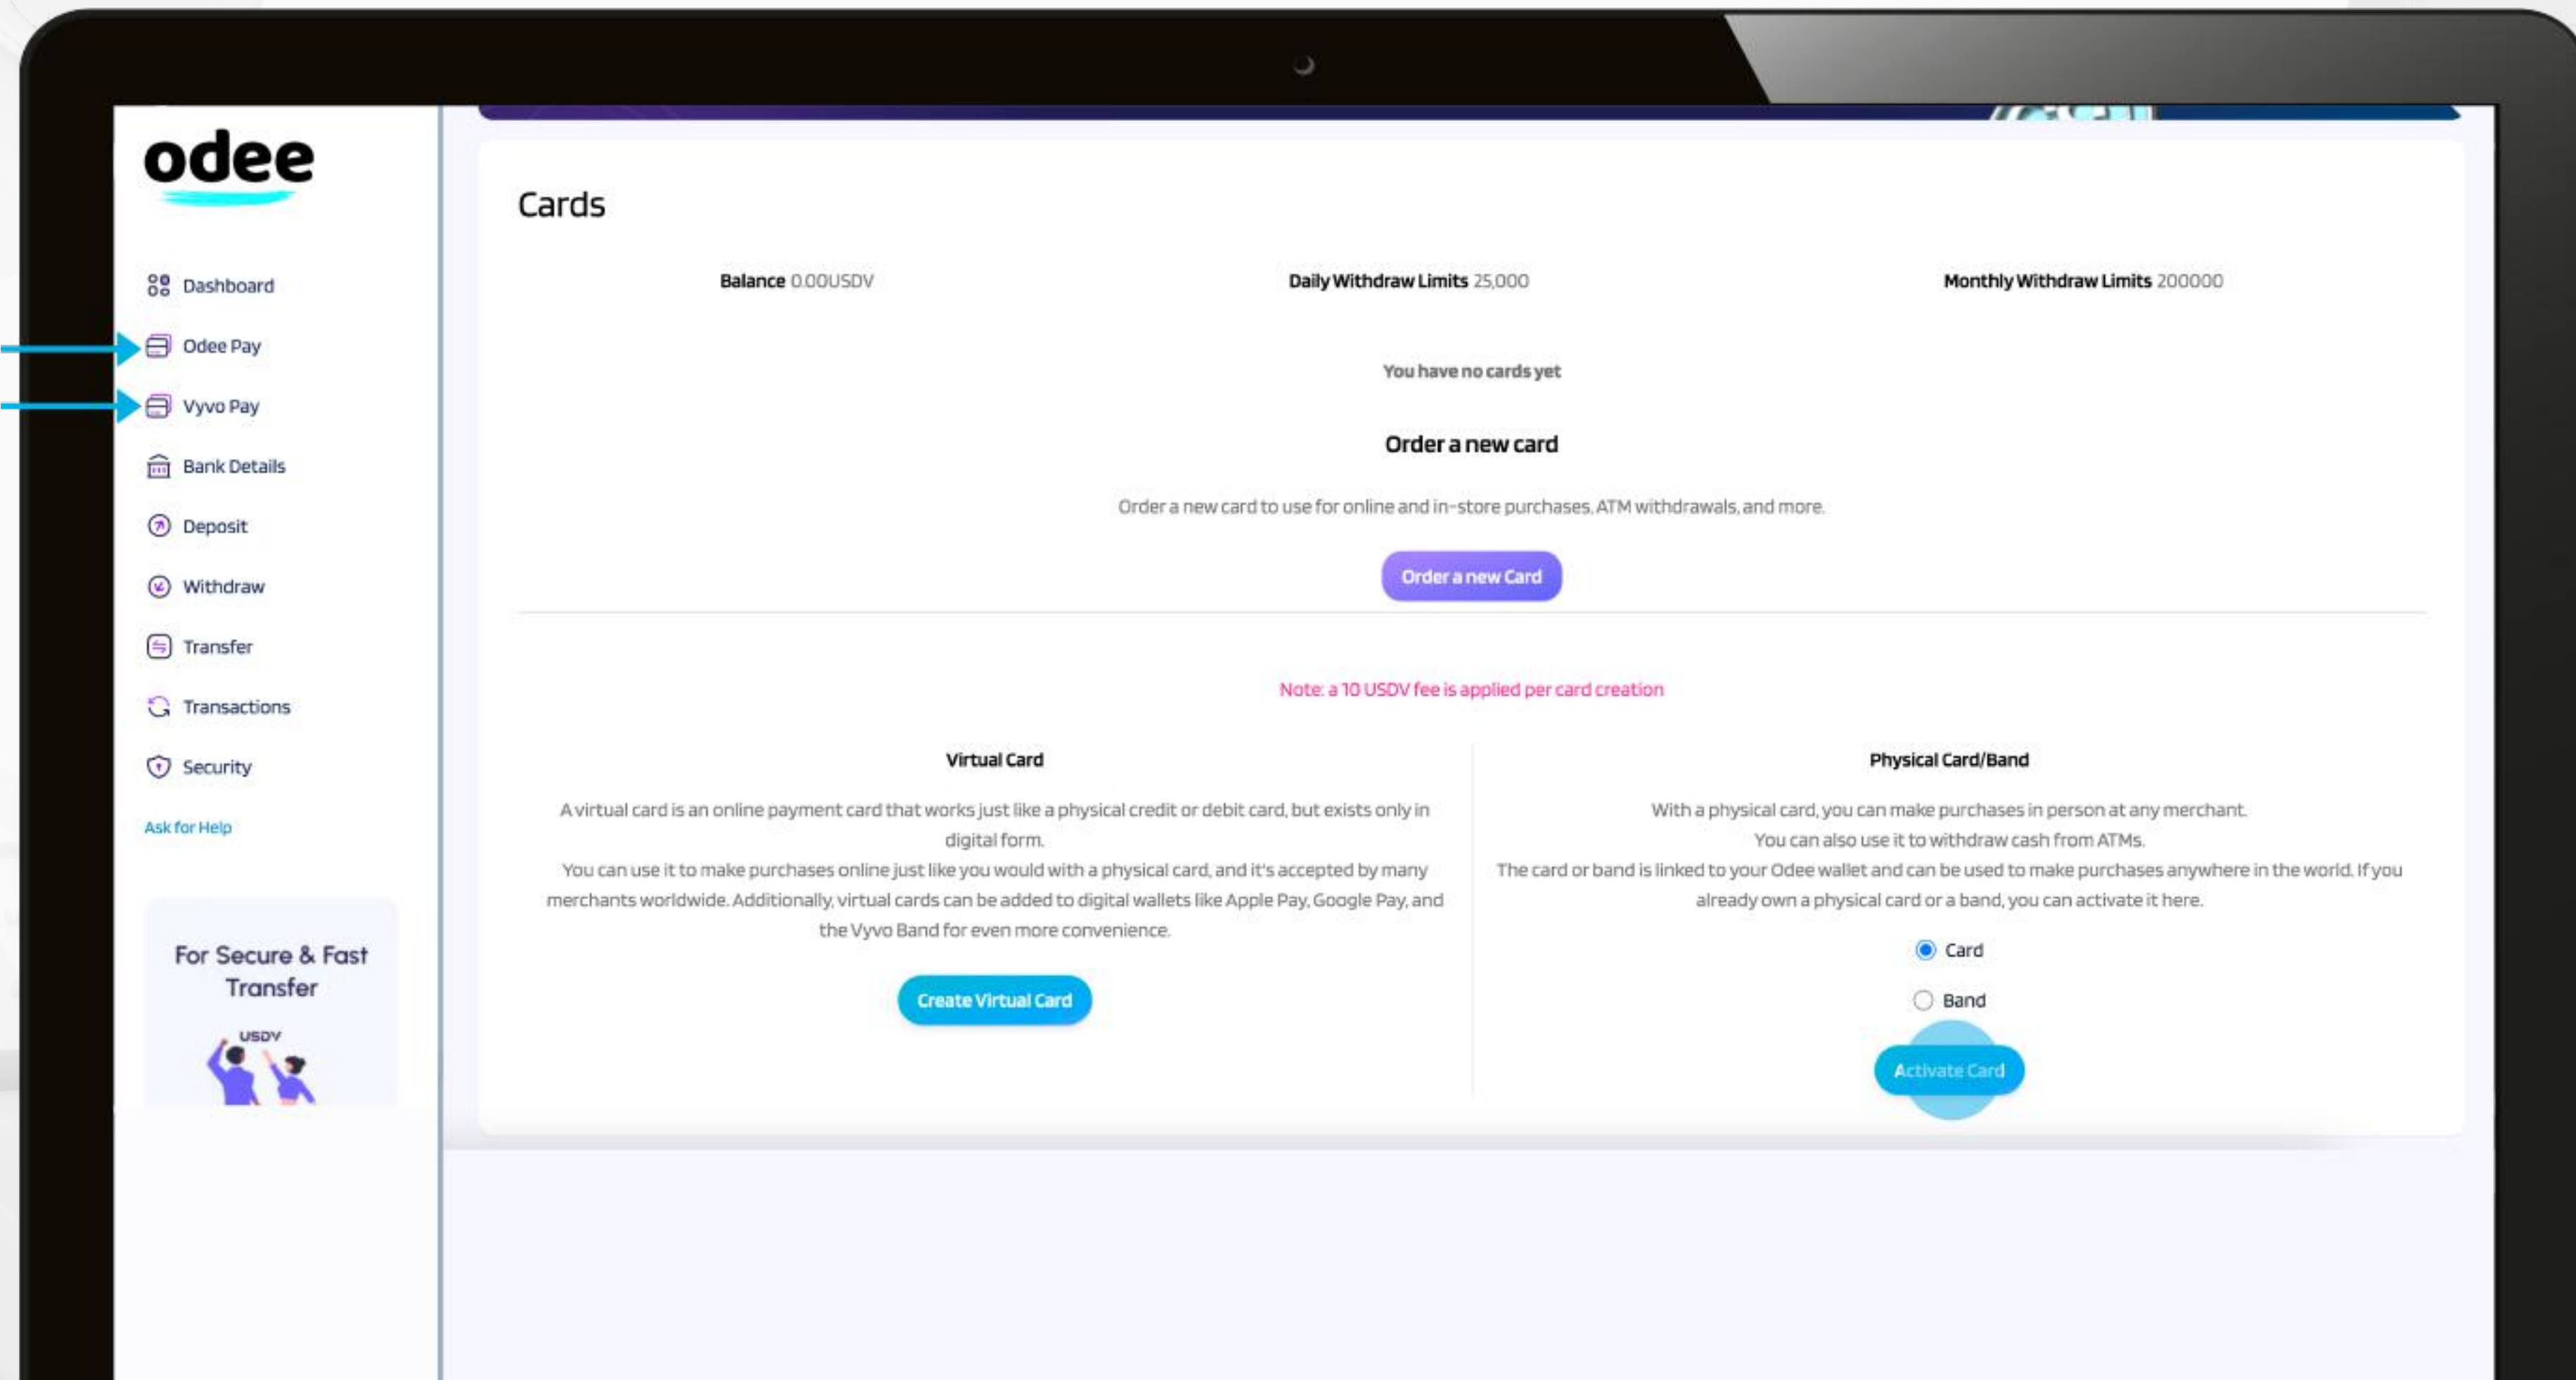 odee
Dashboard
Odee Pay
Vyvo Pay
Bank Details
Deposit
Withdraw
Transfer
Transactions
Security
Ask for Help
For Secure & Fast
Transfer
USDV
Cards
Balance 0.00USDV
Daily Withdraw Limits 25,000
Monthly Withdraw Limits 200000
You have no cards yet
Order a new card
Order a new card to use for online and in-store purchases, ATM withdrawals, and more.
Order a new Card
Note: a 10 USDV fee is applied per card creation
Virtual Card
A virtual card is an online payment card that works just like a physical credit or debit card, but exists only in
digital form.
You can use it to make purchases online just like you would with a physical card, and it's accepted by many
merchants worldwide. Additionally, virtual cards can be added to digital wallets like Apple Pay, Google Pay, and
the Vyvo Band for even more convenience.
Create Virtual Card
Physical Card/Band
With a physical card, you can make purchases in person at any merchant.
You can also use it to withdraw cash from ATMs.
The card or band is linked to your Odee wallet and can be used to make purchases anywhere in the world. If you
already own a physical card or a band, you can activate it here.
Card
Band
Activate Card